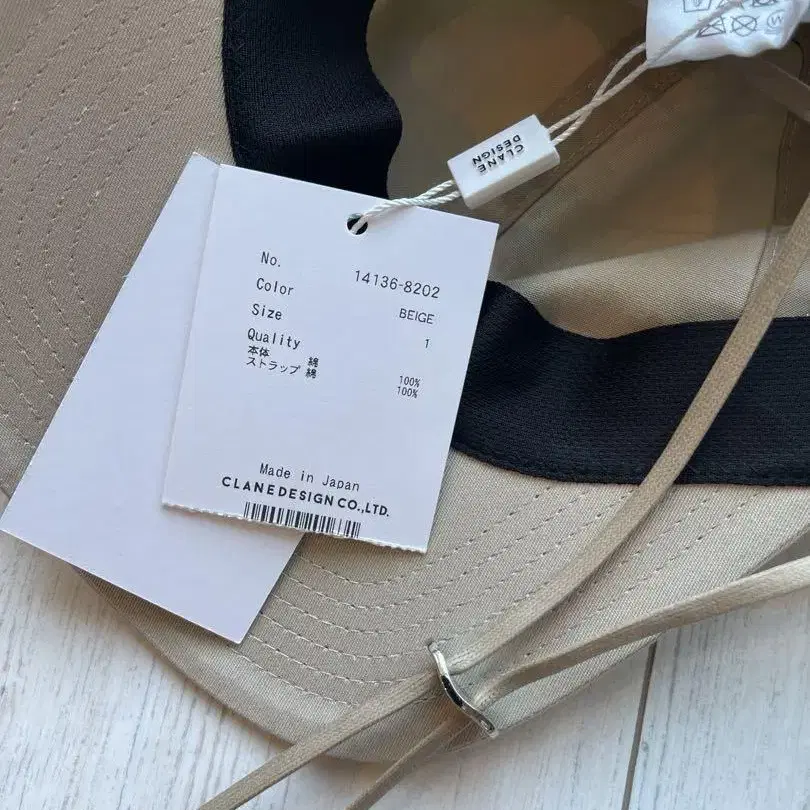 CLANE
DESIGN
No. 14136-8202
Color BEIGE
Size 1
Quality
本体 綿 100%
ストラップ 綿 100%
Made in Japan
CLANE DESIGN CO.,LTD.